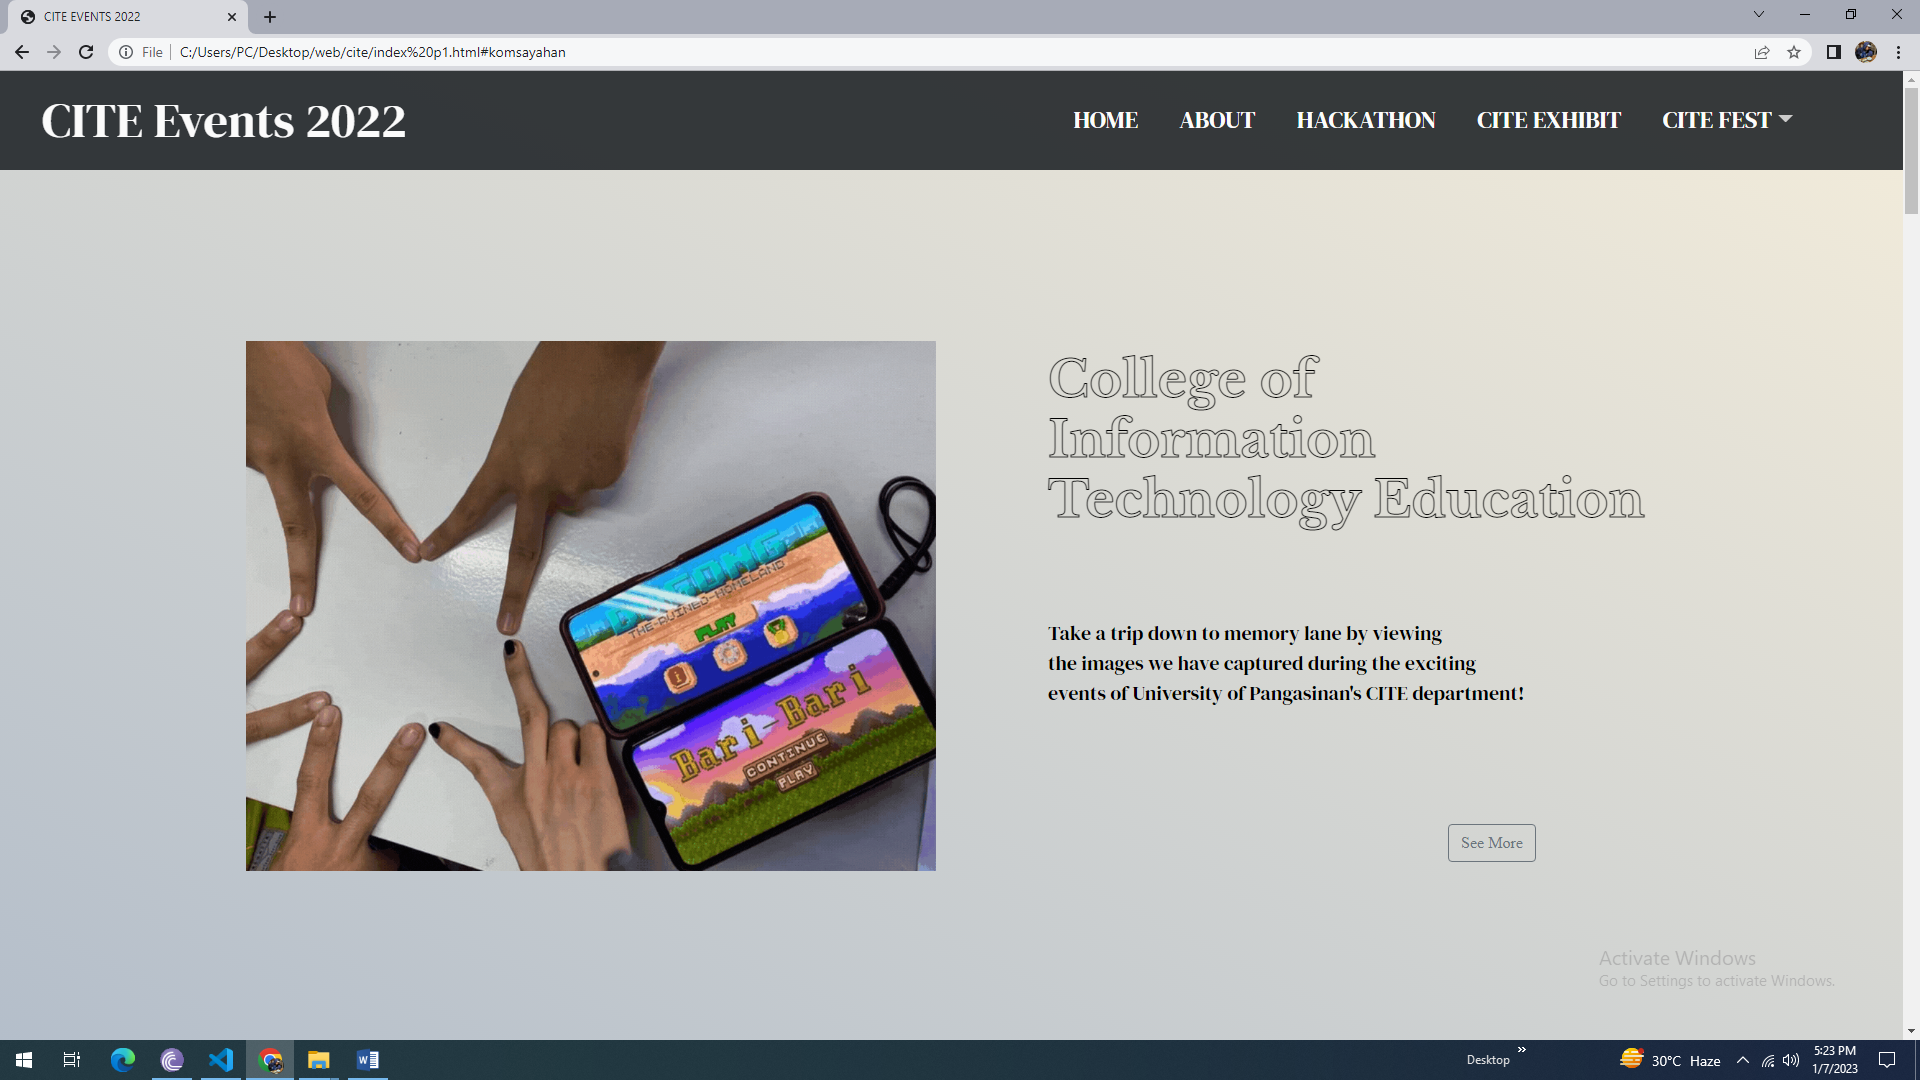 CITE EVENTS 2022
File
C:/Users/PC/Desktop/web/cite/index%20p1.html#komsayahan
CITE Events 2022
HOME ABOUT HACKATHON CITE EXHIBIT CITE FEST
College of
Information
Technology Education
THE-RUINED-HOMELAND
PLAY
Bari-Bari
CONTINUE
PLAY
Take a trip down to memory lane by viewing
the images we have captured during the exciting
events of University of Pangasinan's CITE department!
See More
Activate Windows
Go to Settings to activate Windows.
Desktop
30°C Haze
5:23 PM
1/7/2023